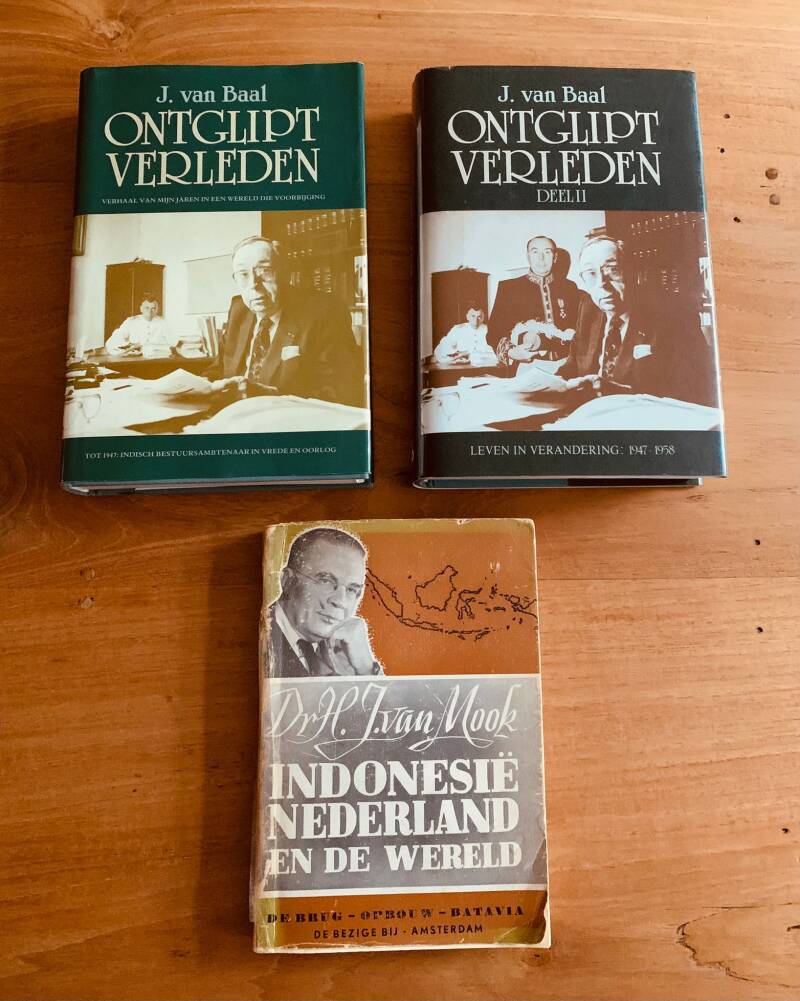 J. van Baal
ONTGLIPT
VERLEDEN
VERHAAL VAN MIJN JAREN IN EEN WERELD DIE VOORBIJGING
TOT 1947: INDISCH BESTUURSAMBTENAAR IN VREDE EN OORLOG
J. van Baal
ONTGLIPT
VERLEDEN
DEEL II
LEVEN IN VERANDERING: 1947-1958
Dr H. J. van Mook
INDONESIË
NEDERLAND
EN DE WERELD
DE BRUG - OPBOUW - BATAVIA
DE BEZIGE BIJ - AMSTERDAM